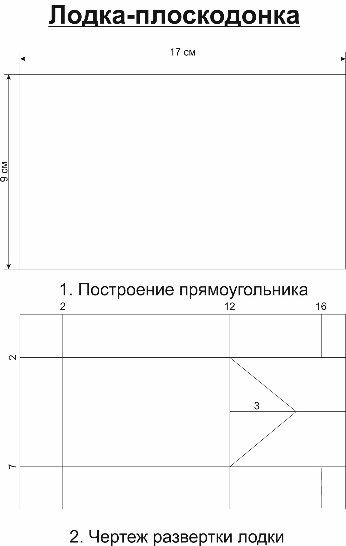 Лодка-плоскодонка
17 см
9 см
1. Построение прямоугольника
2 12 16
2
3
7
2. Чертеж развертки лодки